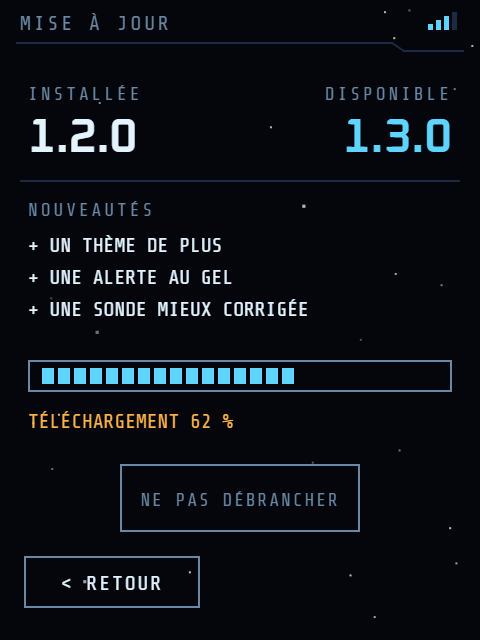 MISE À JOUR
INSTALLÉE DISPONIBLE
1.2.0 1.3.0
NOUVEAUTÉS
+ UN THÈME DE PLUS
+ UNE ALERTE AU GEL
+ UNE SONDE MIEUX CORRIGÉE
TÉLÉCHARGEMENT 62 %
NE PAS DÉBRANCHER
< RETOUR